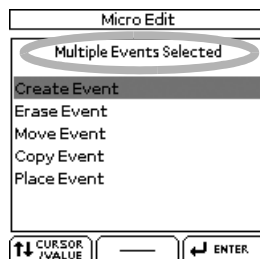 Micro Edit
Multiple Events Selected
Create Event
Erase Event
Move Event
Copy Event
Place Event
CURSOR
/VALUE
ENTER